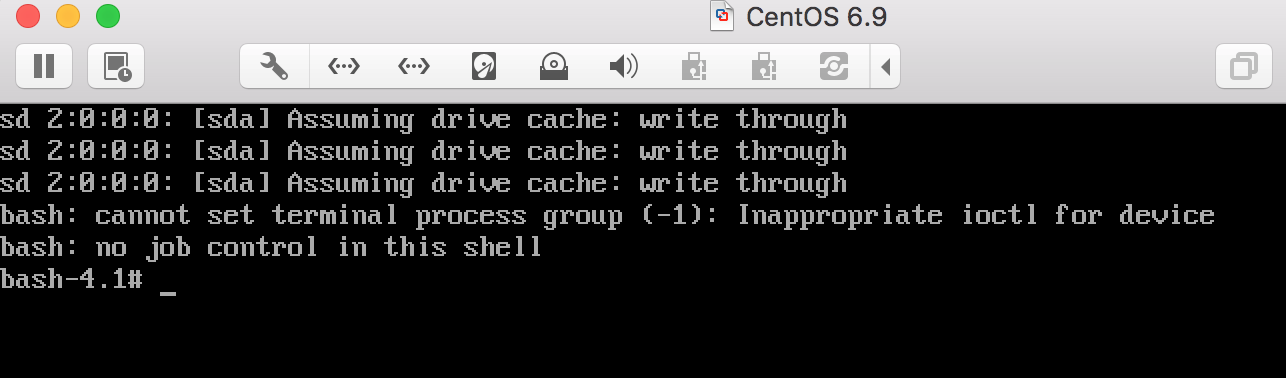 CentOS 6.9
sd 2:0:0:0: [sda] Assuming drive cache: write through
sd 2:0:0:0: [sda] Assuming drive cache: write through
sd 2:0:0:0: [sda] Assuming drive cache: write through
bash: cannot set terminal process group (-1): Inappropriate ioctl for device
bash: no job control in this shell
bash-4.1# _